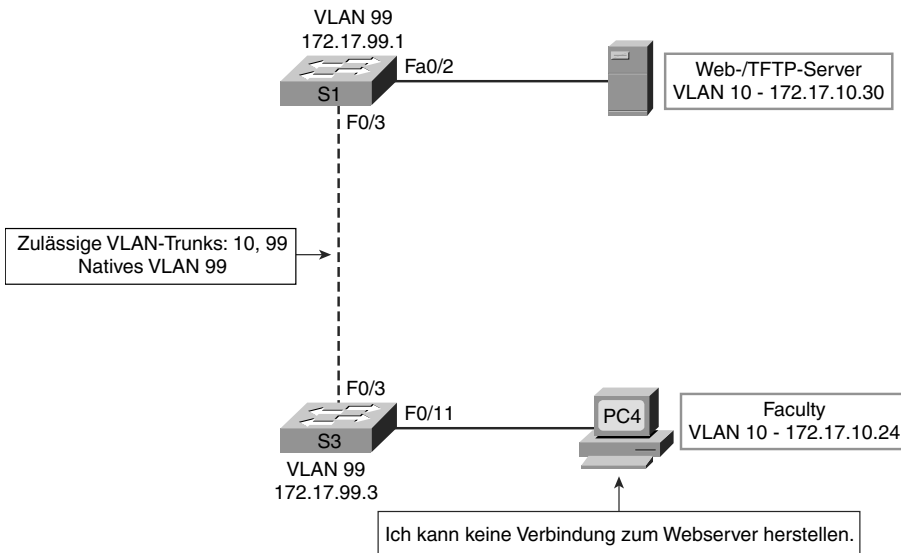 VLAN 99
172.17.99.1
Fa0/2
S1
F0/3
Web-/TFTP-Server
VLAN 10 - 172.17.10.30
Zulässige VLAN-Trunks: 10, 99
Natives VLAN 99
F0/3
F0/11
S3
VLAN 99
172.17.99.3
PC4
Faculty
VLAN 10 - 172.17.10.24
Ich kann keine Verbindung zum Webserver herstellen.